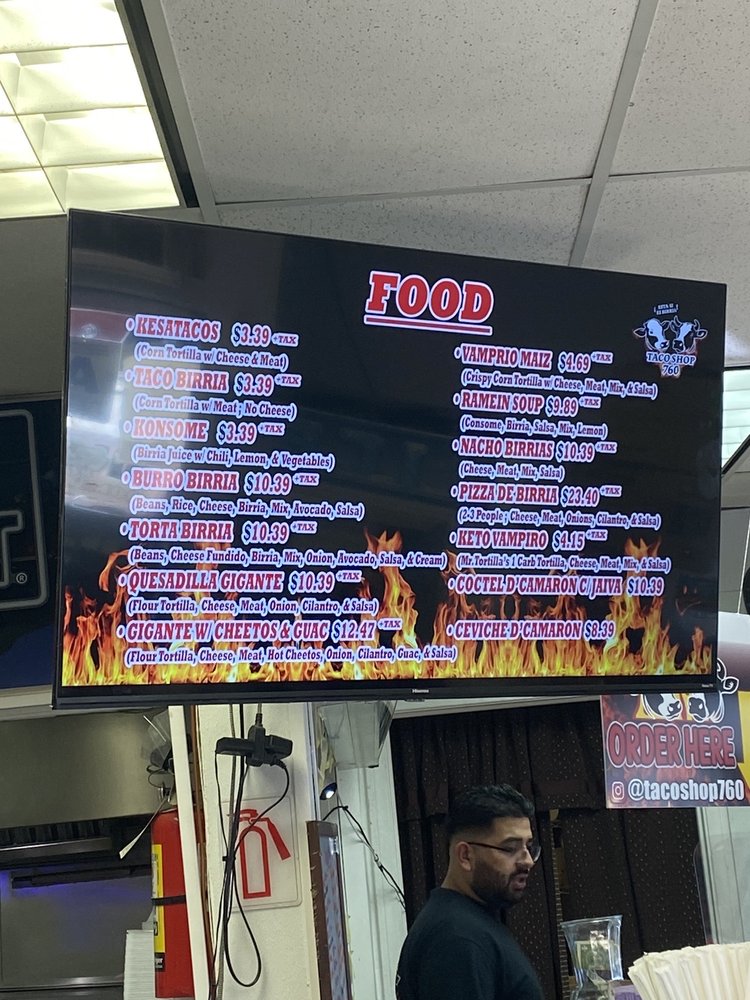 FOOD
• KESATACOS $3.39 +TAX
(Corn Tortilla w/ Cheese & Meat)
• TACO BIRRIA $3.39 +TAX
(Corn Tortilla w/ Meat ; No Cheese)
• KONSOME $3.39 +TAX
(Birria Juice w/ Chili, Lemon, & Vegetables)
• BURRO BIRRIA $10.39 +TAX
(Beans, Rice, Cheese, Birria, Mix, Avocado, Salsa)
• TORTA BIRRIA $10.39 +TAX
(Beans, Cheese Fundido, Birria, Mix, Onion, Avocado, Salsa, & Cream)
• QUESADILLA GIGANTE $10.39 +TAX
(Flour Tortilla, Cheese, Meat, Onion, Cilantro, & Salsa)
• GIGANTE W/ CHEETOS & GUAC $12.47 +TAX
(Flour Tortilla, Cheese, Meat, Hot Cheetos, Onion, Cilantro, Guac, & Salsa)
• VAMPRIO MAIZ $4.69 +TAX
(Crispy Corn Tortilla w/ Cheese, Meat, Mix, & Salsa)
• RAMEIN SOUP $9.89 +TAX
(Consome, Birria, Salsa, Mix, Lemon)
• NACHO BIRRIAS $10.39 +TAX
(Cheese, Meat, Mix, Salsa)
• PIZZA DE BIRRIA $23.40 +TAX
(2-3 People ; Cheese, Meat, Onions, Cilantro, & Salsa)
• KETO VAMPIRO $4.15 +TAX
(Mr.Tortilla's 1 Carb Tortilla, Cheese, Meat, Mix, & Salsa)
• COCTEL D'CAMARON C/ JAIVA $10.39
• CEVICHE D'CAMARON $8.39
TACO SHOP
760
Hisense
Roku TV
ORDER HERE
@tacoshop760